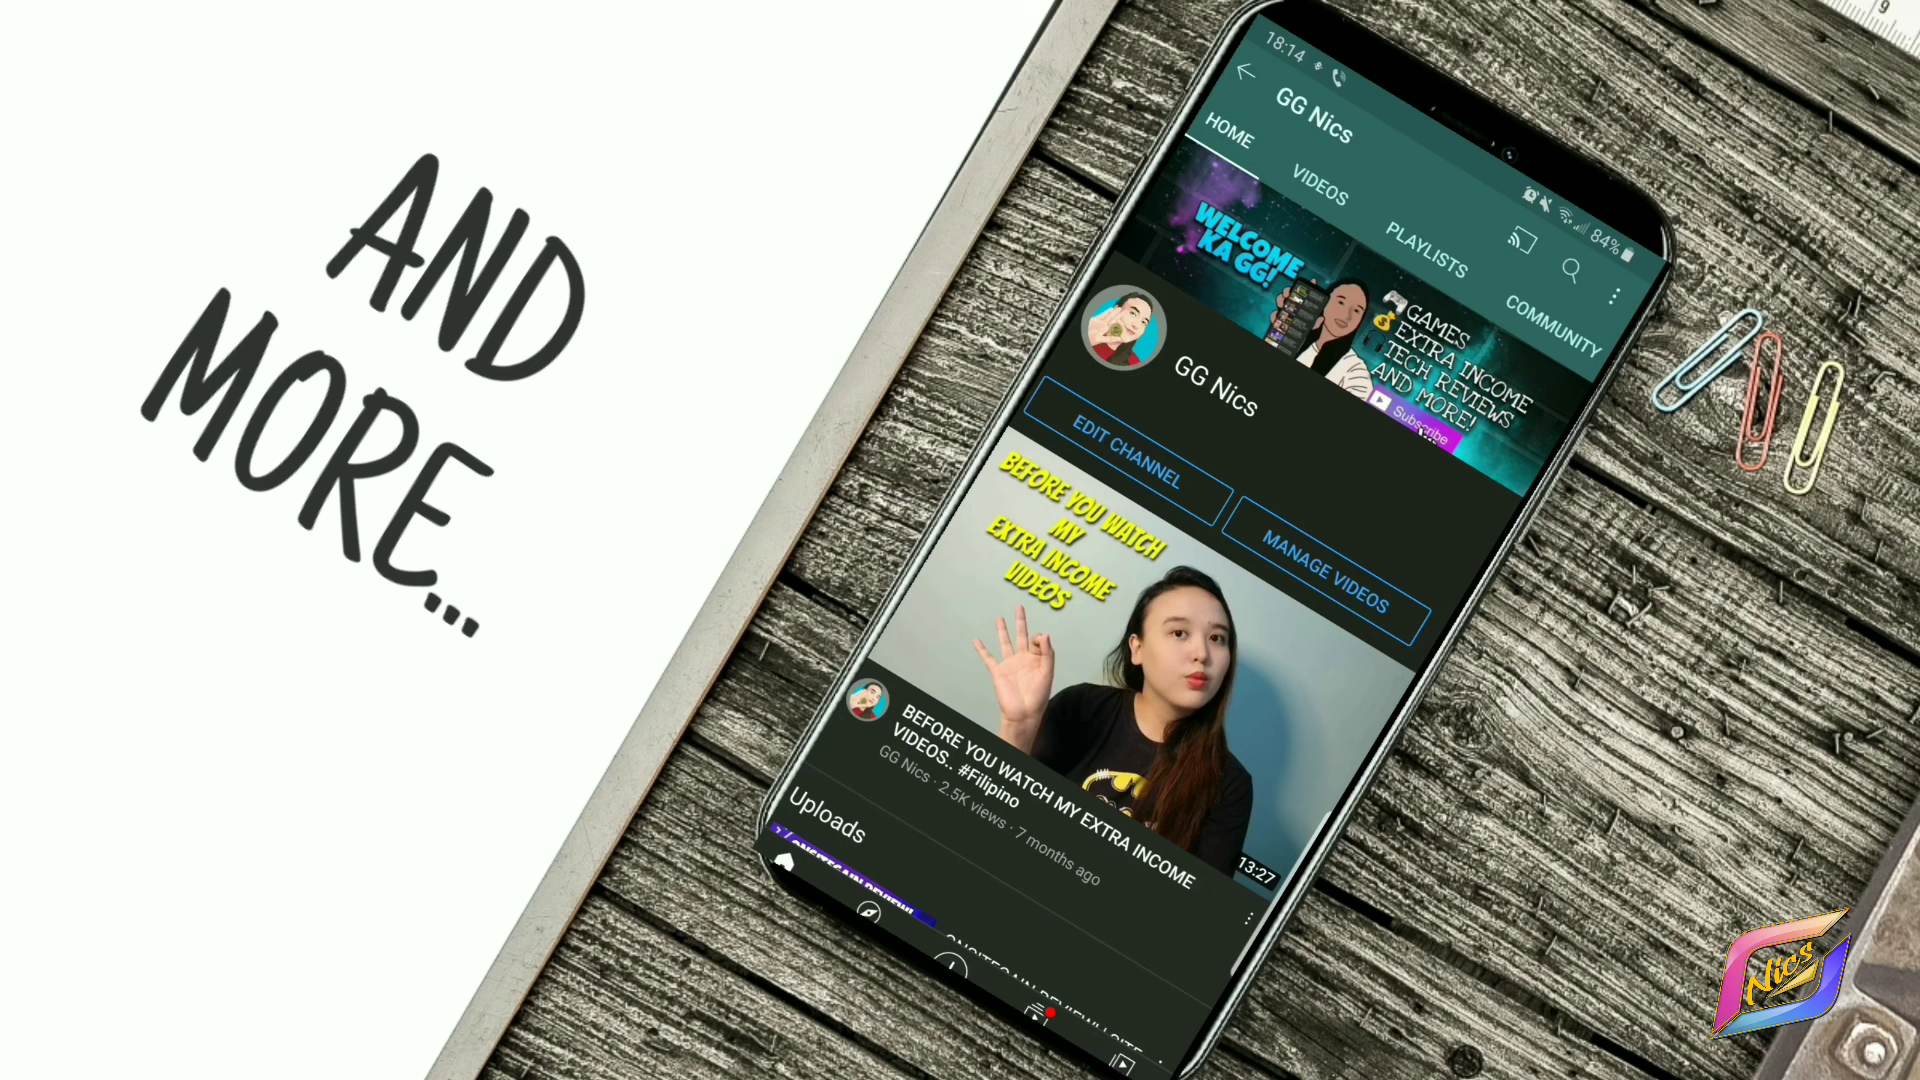 AND
MORE...
18:14
84%
GG Nics
HOME
VIDEOS
PLAYLISTS
COMMUNITY
WELCOME
KA GG!
GAMES
EXTRA INCOME
TECH REVIEWS
AND MORE!
Subscribe
GG Nics
EDIT CHANNEL
MANAGE VIDEOS
BEFORE YOU WATCH
MY
EXTRA INCOME
VIDEOS
13:27
BEFORE YOU WATCH MY EXTRA INCOME
VIDEOS.. #Filipino
GG Nics · 2.5K views · 7 months ago
Uploads
Nics
9